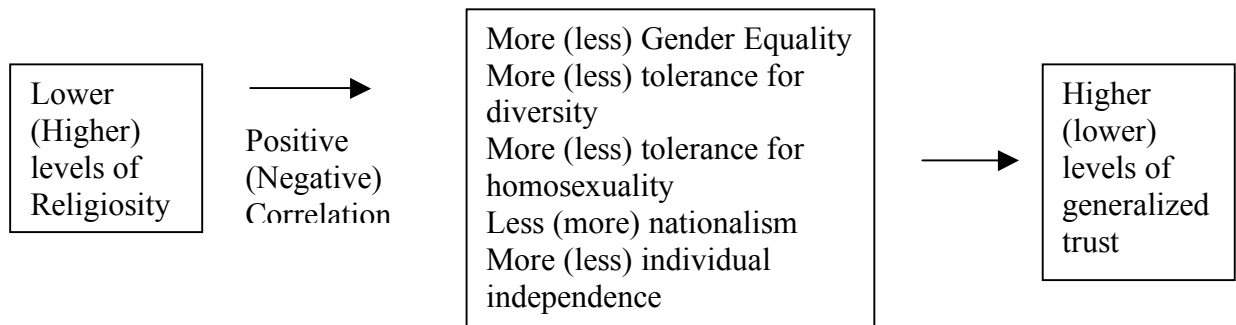 Lower
(Higher)
levels of
Religiosity
Positive
(Negative)
Correlation
More (less) Gender Equality
More (less) tolerance for
diversity
More (less) tolerance for
homosexuality
Less (more) nationalism
More (less) individual
independence
Higher
(lower)
levels of
generalized
trust